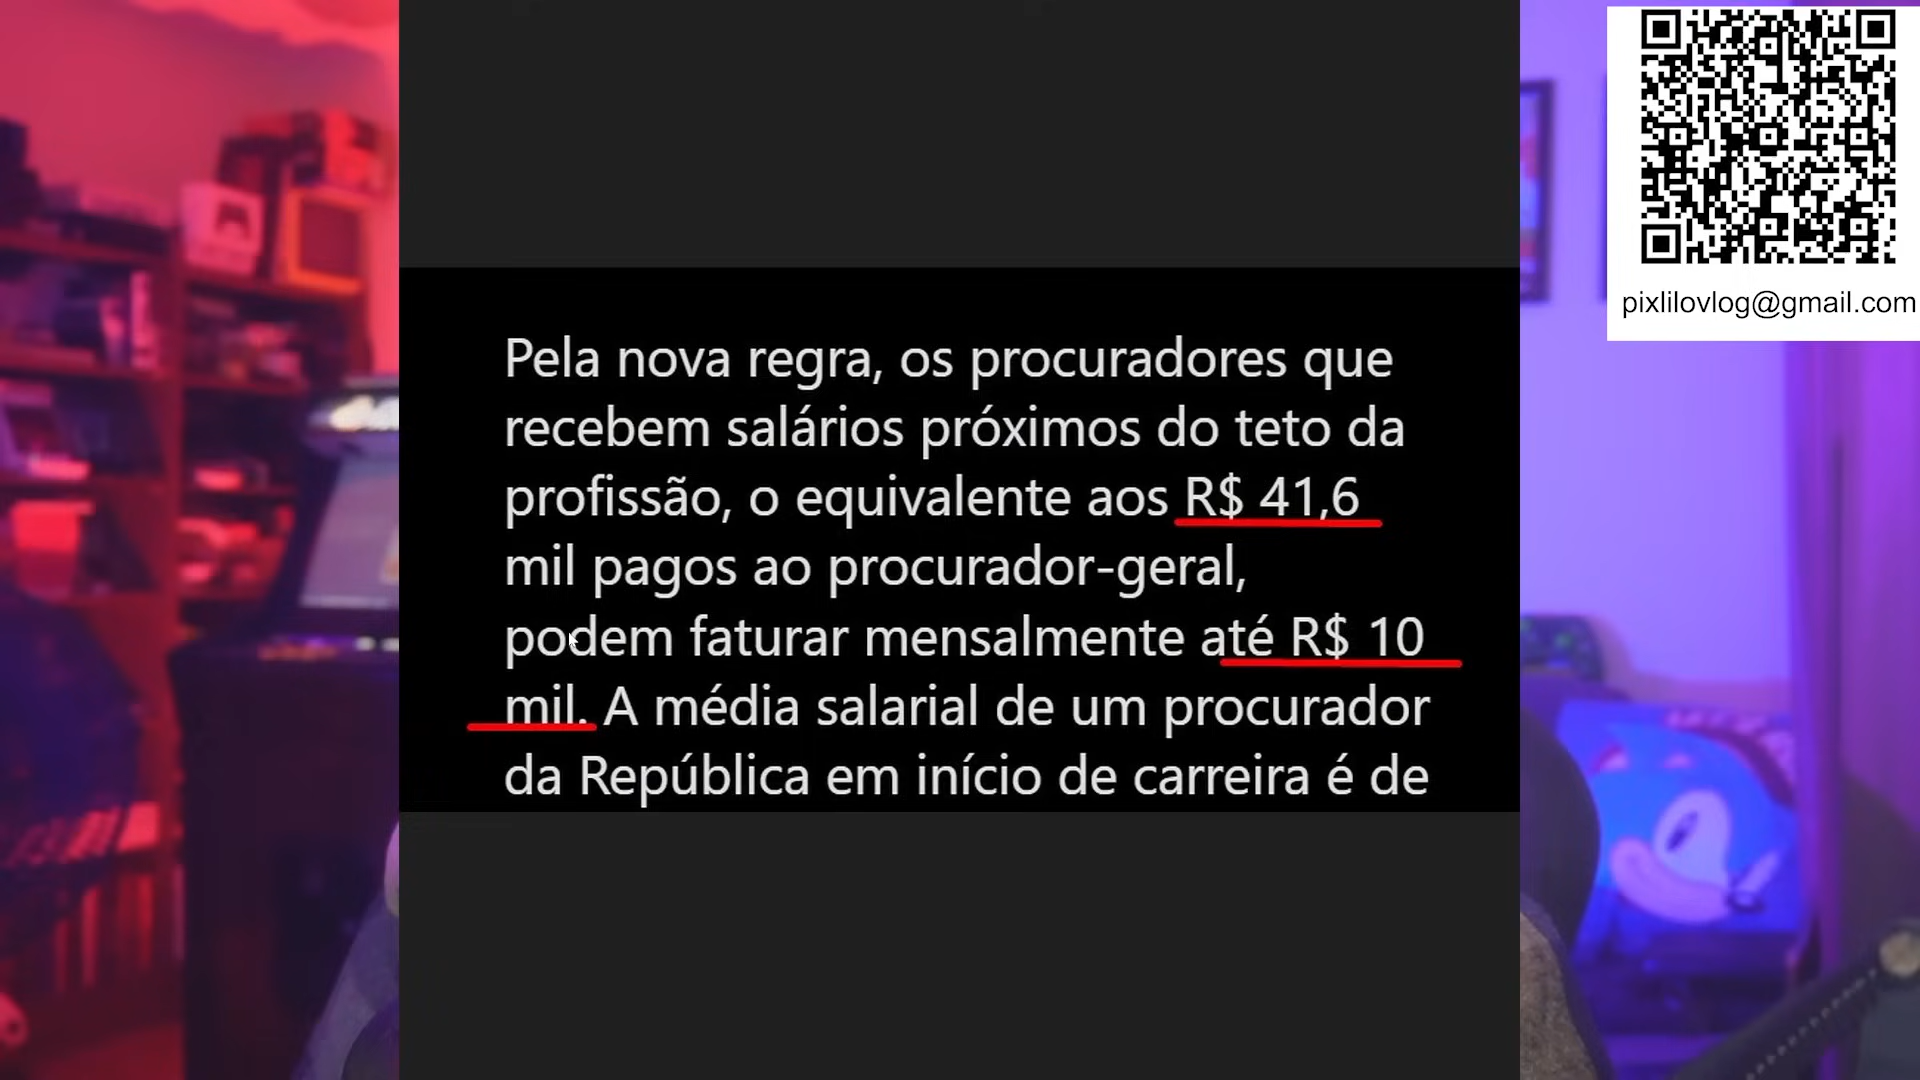 pixlilovlog@gmail.com
Pela nova regra, os procuradores que
recebem salários próximos do teto da
profissão, o equivalente aos R$ 41,6
mil pagos ao procurador-geral,
podem faturar mensalmente até R$ 10
mil. A média salarial de um procurador
da República em início de carreira é de